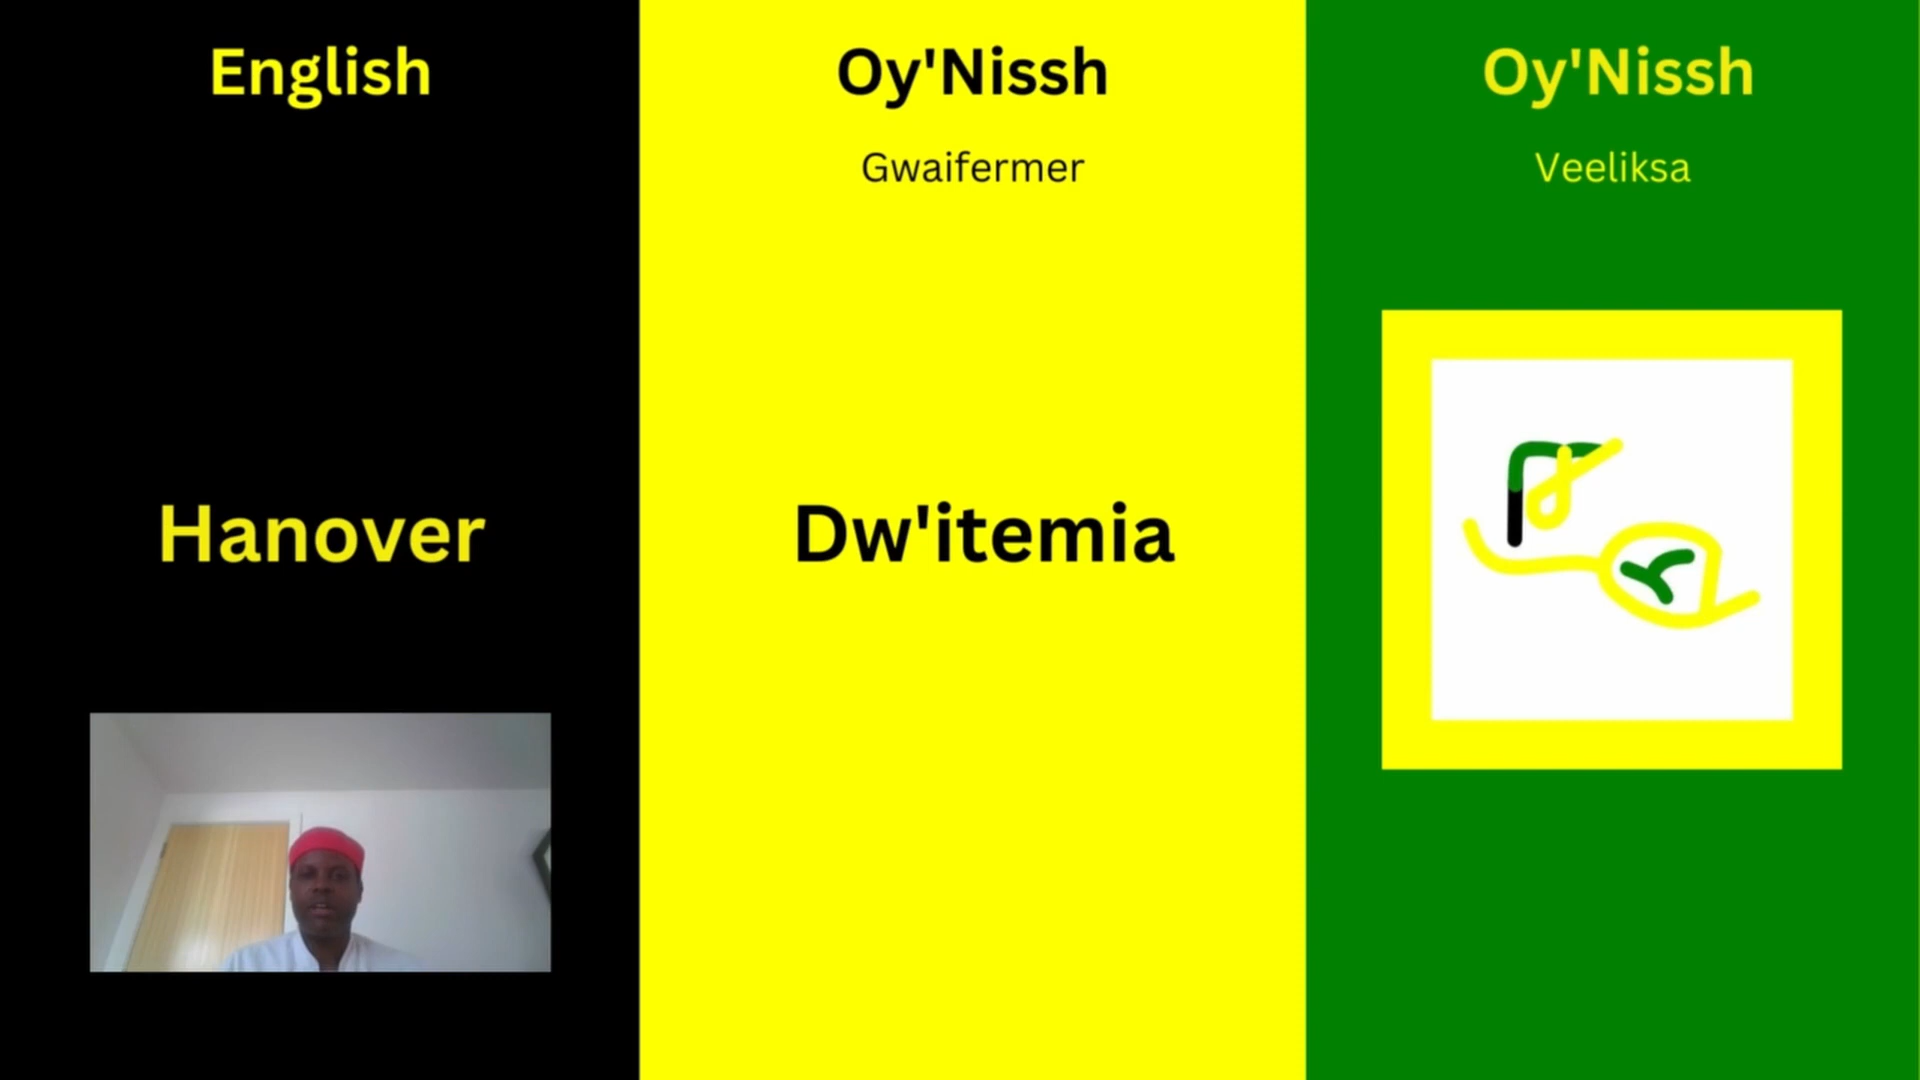 English
Hanover
Oy'Nissh
Gwaifermer
Dw'itemia
Oy'Nissh
Veeliksa